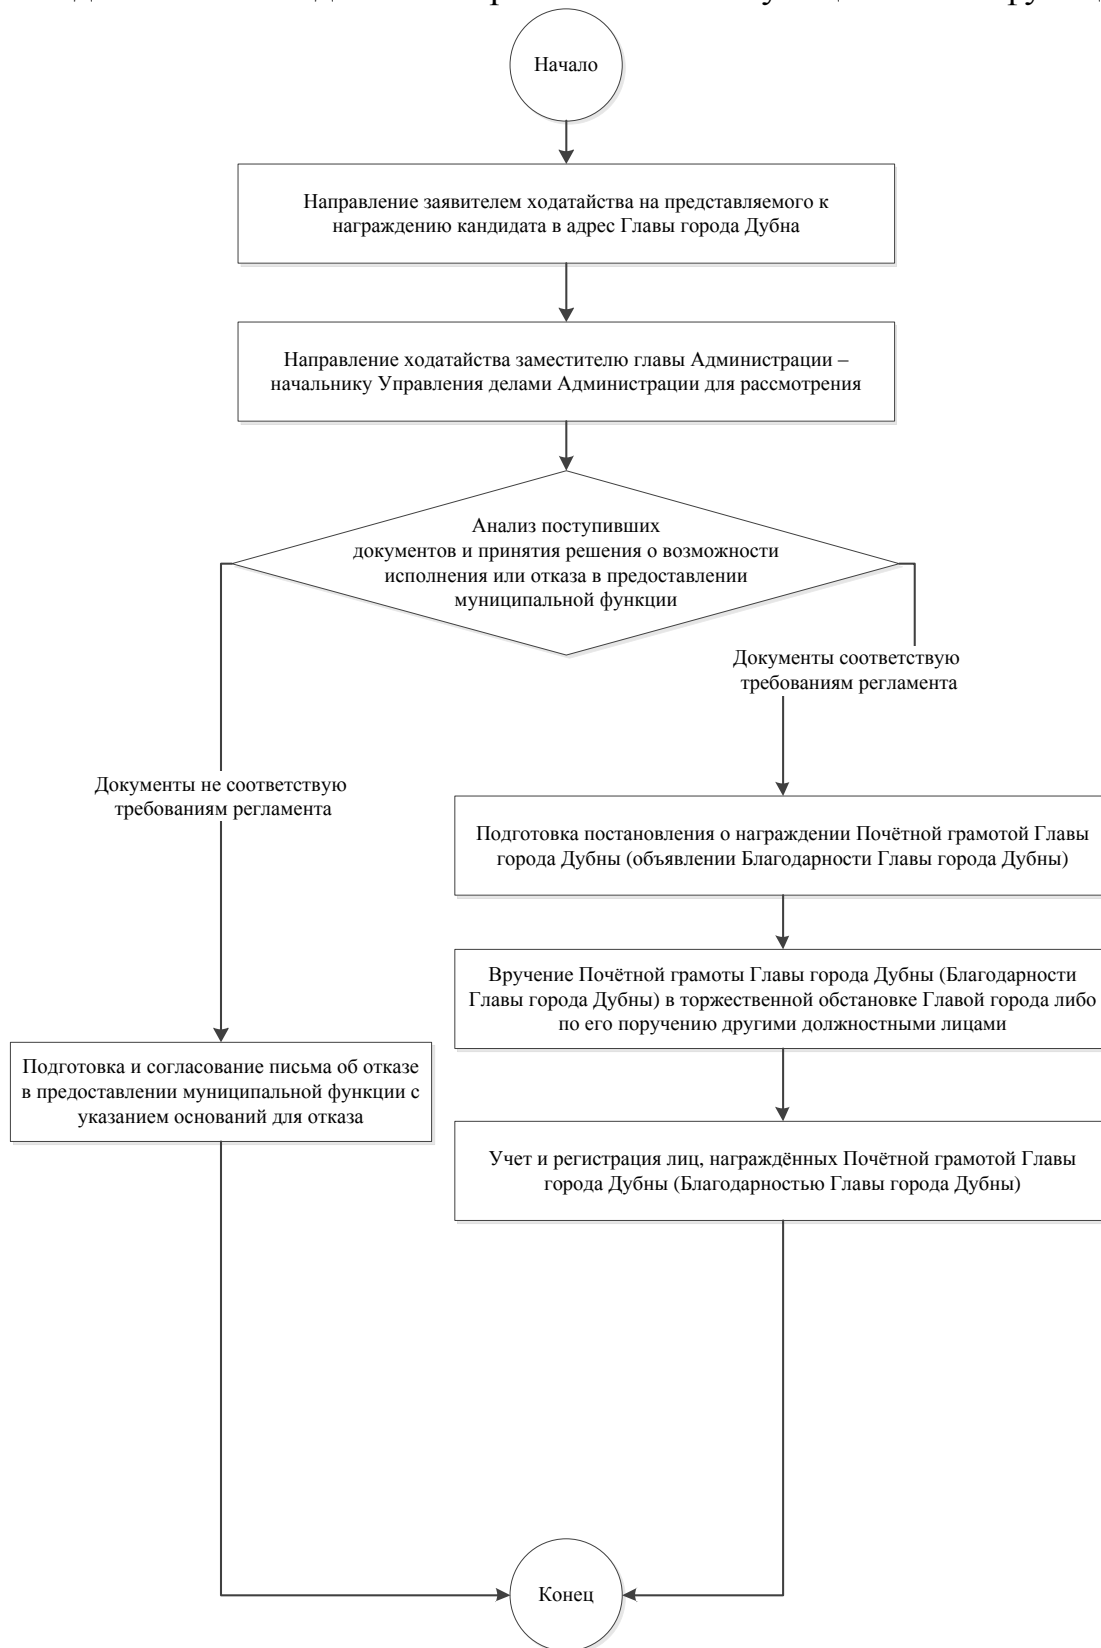 Начало
Направление заявителем ходатайства на представляемого к
награждению кандидата в адрес Главы города Дубна
Направление ходатайства заместителю главы Администрации –
начальнику Управления делами Администрации для рассмотрения
Анализ поступивших
документов и принятия решения о возможности
исполнения или отказа в предоставлении
муниципальной функции
Документы соответствую
требованиям регламента
Документы не соответствую
требованиям регламента
Подготовка постановления о награждении Почётной грамотой Главы
города Дубны (объявлении Благодарности Главы города Дубны)
Вручение Почётной грамоты Главы города Дубны (Благодарности
Главы города Дубны) в торжественной обстановке Главой города либо
по его поручению другими должностными лицами
Подготовка и согласование письма об отказе
в предоставлении муниципальной функции с
указанием оснований для отказа
Учет и регистрация лиц, награждённых Почётной грамотой Главы
города Дубны (Благодарностью Главы города Дубны)
Конец